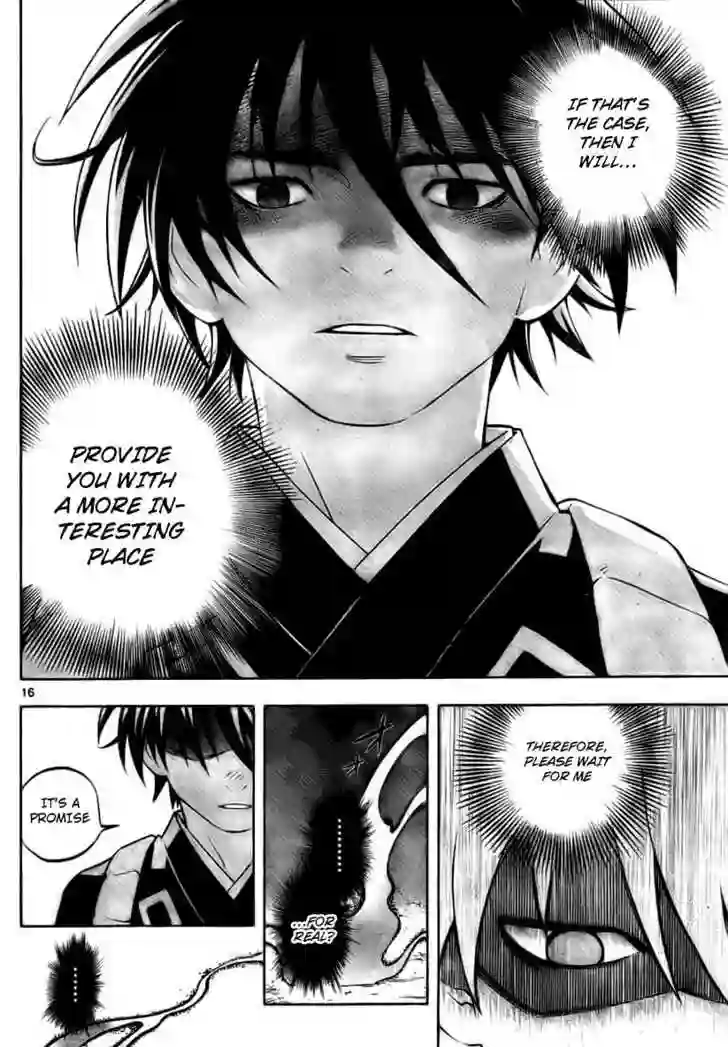 IF THAT'S
THE CASE,
THEN I
WILL...
PROVIDE
YOU WITH
A MORE IN-
TERESTING
PLACE
16
THEREFORE,
PLEASE WAIT
FOR ME
........
...FOR
REAL?
IT'S A
PROMISE
......